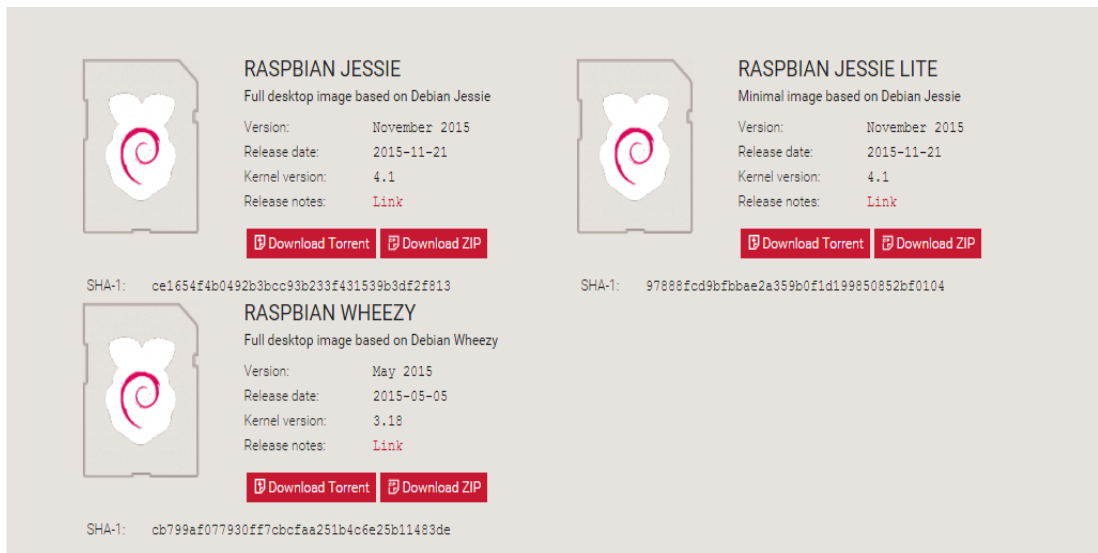 RASPBIAN JESSIE
Full desktop image based on Debian Jessie
Version: November 2015
Release date: 2015-11-21
Kernel version: 4.1
Release notes: Link
Download Torrent Download ZIP
SHA-1: ce1654f4b0492b3bcc93b233f431539b3df2f813
RASPBIAN JESSIE LITE
Minimal image based on Debian Jessie
Version: November 2015
Release date: 2015-11-21
Kernel version: 4.1
Release notes: Link
Download Torrent Download ZIP
SHA-1: 97888fcd9bfbbae2a359b0f1d199850852bf0104
RASPBIAN WHEEZY
Full desktop image based on Debian Wheezy
Version: May 2015
Release date: 2015-05-05
Kernel version: 3.18
Release notes: Link
Download Torrent Download ZIP
SHA-1: cb799af077930ff7cbcfaa251b4c6e25b11483de